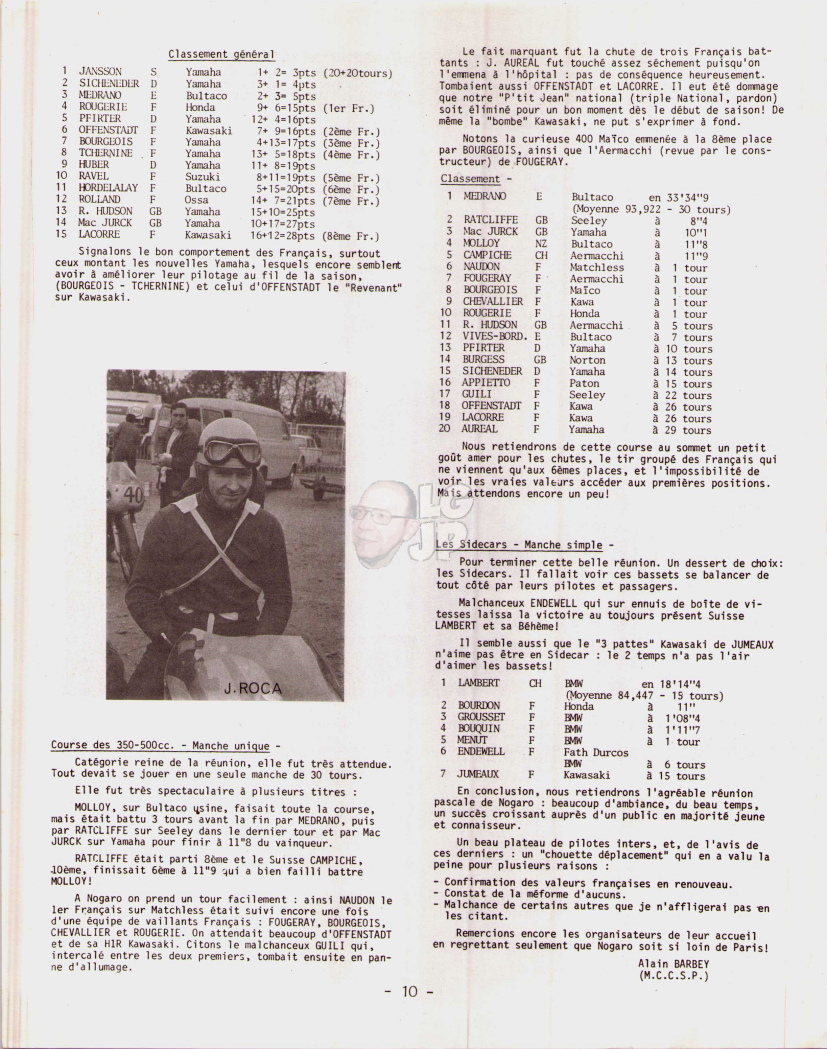 Classement général
1 JANSSON S Yamaha 1+ 2= 3pts (20+20tours)
2 SICHENEDER D Yamaha 3+ 1= 4pts
3 MEDRANO E Bultaco 2+ 3= 5pts
4 ROUGERIE F Honda 9+ 6=15pts (1er Fr.)
5 PFIRTER D Yamaha 12+ 4=16pts
6 OFFENSTADT F Kawasaki 7+ 9=16pts (2ème Fr.)
7 BOURGEOIS F Yamaha 4+13=17pts (3ème Fr.)
8 TCHERNINE F Yamaha 13+ 5=18pts (4ème Fr.)
9 HUBER D Yamaha 11+ 8=19pts
10 RAVEL F Suzuki 8+11=19pts (5ème Fr.)
11 HORDELALAY F Bultaco 5+15=20pts (6ème Fr.)
12 ROLLAND F Ossa 14+ 7=21pts (7ème Fr.)
13 R. HUDSON GB Yamaha 15+10=25pts
14 Mac JURCK GB Yamaha 10+17=27pts
15 LACORRE F Kawasaki 16+12=28pts (8ème Fr.)
Signalons le bon comportement des Français, surtout
ceux montant les nouvelles Yamaha, lesquels encore semblent
avoir à améliorer leur pilotage au fil de la saison,
(BOURGEOIS - TCHERNINE) et celui d'OFFENSTADT le "Revenant"
sur Kawasaki.
40
J.ROCA
Course des 350-500cc. - Manche unique -
Catégorie reine de la réunion, elle fut très attendue.
Tout devait se jouer en une seule manche de 30 tours.
Elle fut très spectaculaire à plusieurs titres :
MOLLOY, sur Bultaco usine, faisait toute la course,
mais était battu 3 tours avant la fin par MEDRANO, puis
par RATCLIFFE sur Seeley dans le dernier tour et par Mac
JURCK sur Yamaha pour finir à 11"8 du vainqueur.
RATCLIFFE était parti 8ème et le Suisse CAMPICHE,
10ème, finissait 6ème à 11"9 qui a bien failli battre
MOLLOY!
A Nogaro on prend un tour facilement : ainsi NAUDON le
1er Français sur Matchless était suivi encore une fois
d'une équipe de vaillants Français : FOUGERAY, BOURGEOIS,
CHEVALLIER et ROUGERIE. On attendait beaucoup d'OFFENSTADT
et de sa H1R Kawasaki. Citons le malchanceux GUILI qui,
intercalé entre les deux premiers, tombait ensuite en pan-
ne d'allumage.
Le fait marquant fut la chute de trois Français bat-
tants : J. AUREAL fut touché assez sèchement puisqu'on
l'emmena à l'hôpital : pas de conséquence heureusement.
Tombaient aussi OFFENSTADT et LACORRE. Il eut été dommage
que notre "P'tit Jean" national (triple National, pardon)
soit éliminé pour un bon moment dès le début de saison! De
même la "bombe" Kawasaki, ne put s'exprimer à fond.
Notons la curieuse 400 Maïco emmenée à la 8ème place
par BOURGEOIS, ainsi que l'Aermacchi (revue par le cons-
tructeur) de FOUGERAY.
Classement -
1 MEDRANO E Bultaco en 33'34"9
(Moyenne 93,922 - 30 tours)
2 RATCLIFFE GB Seeley à 8"4
3 Mac JURCK GB Yamaha à 10"1
4 MOLLOY NZ Bultaco à 11"8
5 CAMPICHE CH Aermacchi à 11"9
6 NAUDON F Matchless à 1 tour
7 FOUGERAY F Aermacchi à 1 tour
8 BOURGEOIS F Maïco à 1 tour
9 CHEVALLIER F Kawa à 1 tour
10 ROUGERIE F Honda à 1 tour
11 R. HUDSON GB Aermacchi à 5 tours
12 VIVES-BORD. E Bultaco à 7 tours
13 PFIRTER D Yamaha à 10 tours
14 BURGESS GB Norton à 13 tours
15 SICHENEDER D Yamaha à 14 tours
16 APPIETTO F Paton à 15 tours
17 GUILI F Seeley à 22 tours
18 OFFENSTADT F Kawa à 26 tours
19 LACORRE F Kawa à 26 tours
20 AUREAL F Yamaha à 29 tours
Nous retiendrons de cette course au sommet un petit
goût amer pour les chutes, le tir groupé des Français qui
ne viennent qu'aux 6èmes places, et l'impossibilité de
voir les vraies valeurs accéder aux premières positions.
Mais attendons encore un peu!
LG
JP
Les Sidecars - Manche simple -
Pour terminer cette belle réunion. Un dessert de choix:
les Sidecars. Il fallait voir ces bassets se balancer de
tout côté par leurs pilotes et passagers.
Malchanceux ENDEWELL qui sur ennuis de boîte de vi-
tesses laissa la victoire au toujours présent Suisse
LAMBERT et sa Béhème!
Il semble aussi que le "3 pattes" Kawasaki de JUMEAUX
n'aime pas être en Sidecar : le 2 temps n'a pas l'air
d'aimer les bassets!
1 LAMBERT CH BMW en 18'14"4
(Moyenne 84,447 - 15 tours)
2 BOURDON F Honda à 11"
3 GROUSSET F BMW à 1'08"4
4 BOUQUIN F BMW à 1'11"7
5 MENUT F BMW à 1 tour
6 ENDEWELL F Fath Durcos
BMW à 6 tours
7 JUMEAUX F Kawasaki à 15 tours
En conclusion, nous retiendrons l'agréable réunion
pascale de Nogaro : beaucoup d'ambiance, du beau temps,
un succès croissant auprès d'un public en majorité jeune
et connaisseur.
Un beau plateau de pilotes inters, et, de l'avis de
ces derniers : un "chouette déplacement" qui en a valu la
peine pour plusieurs raisons :
- Confirmation des valeurs françaises en renouveau.
- Constat de la méforme d'aucuns.
- Malchance de certains autres que je n'affligerai pas en
les citant.
Remercions encore les organisateurs de leur accueil
en regrettant seulement que Nogaro soit si loin de Paris!
Alain BARBEY
(M.C.C.S.P.)
- 10 -